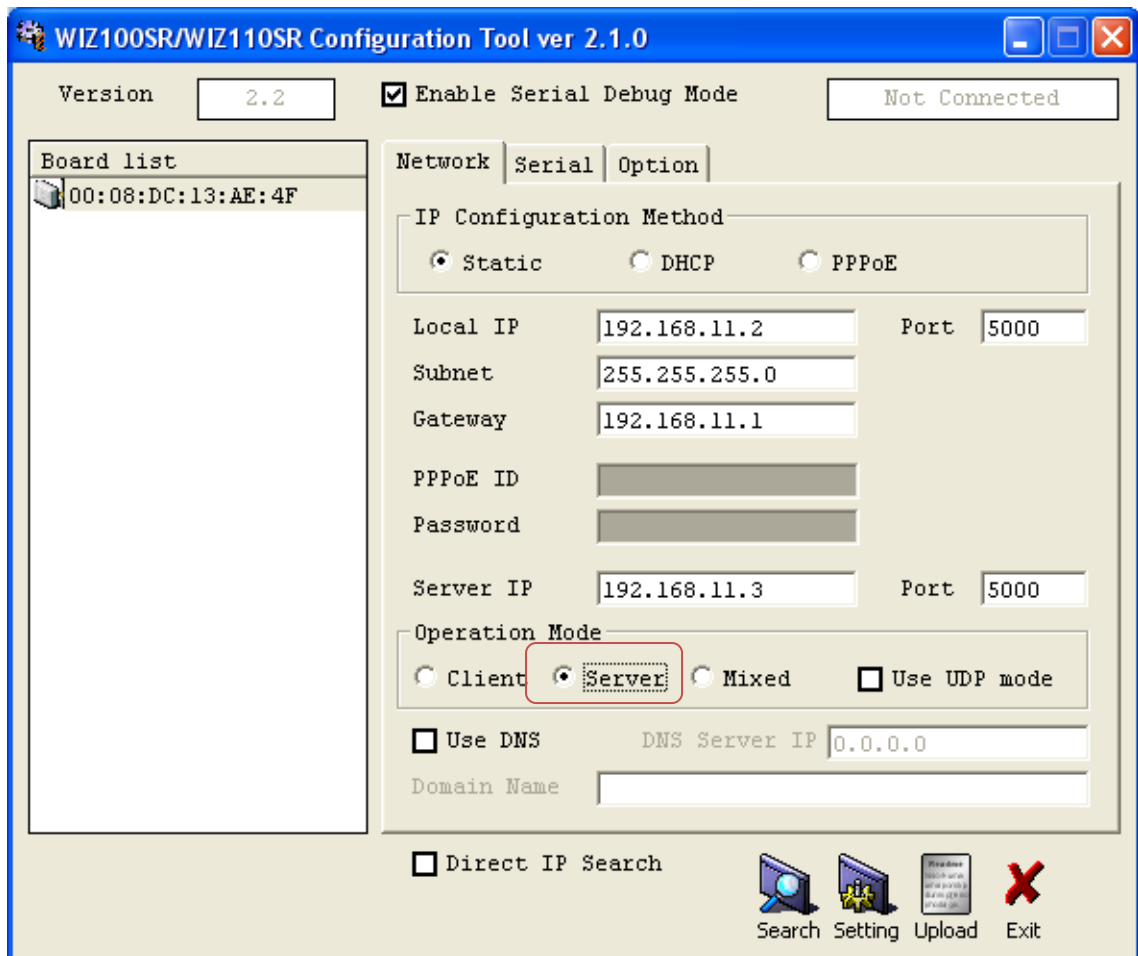 WIZ100SR/WIZ110SR Configuration Tool ver 2.1.0
Version 2.2 Enable Serial Debug Mode Not Connected
Board list
00:08:DC:13:AE:4F
Network Serial Option
IP Configuration Method
Static DHCP PPPoE
Local IP 192.168.11.2 Port 5000
Subnet 255.255.255.0
Gateway 192.168.11.1
PPPoE ID
Password
Server IP 192.168.11.3 Port 5000
Operation Mode
Client Server Mixed Use UDP mode
Use DNS DNS Server IP 0.0.0.0
Domain Name
Direct IP Search
Readme
Search Setting Upload Exit